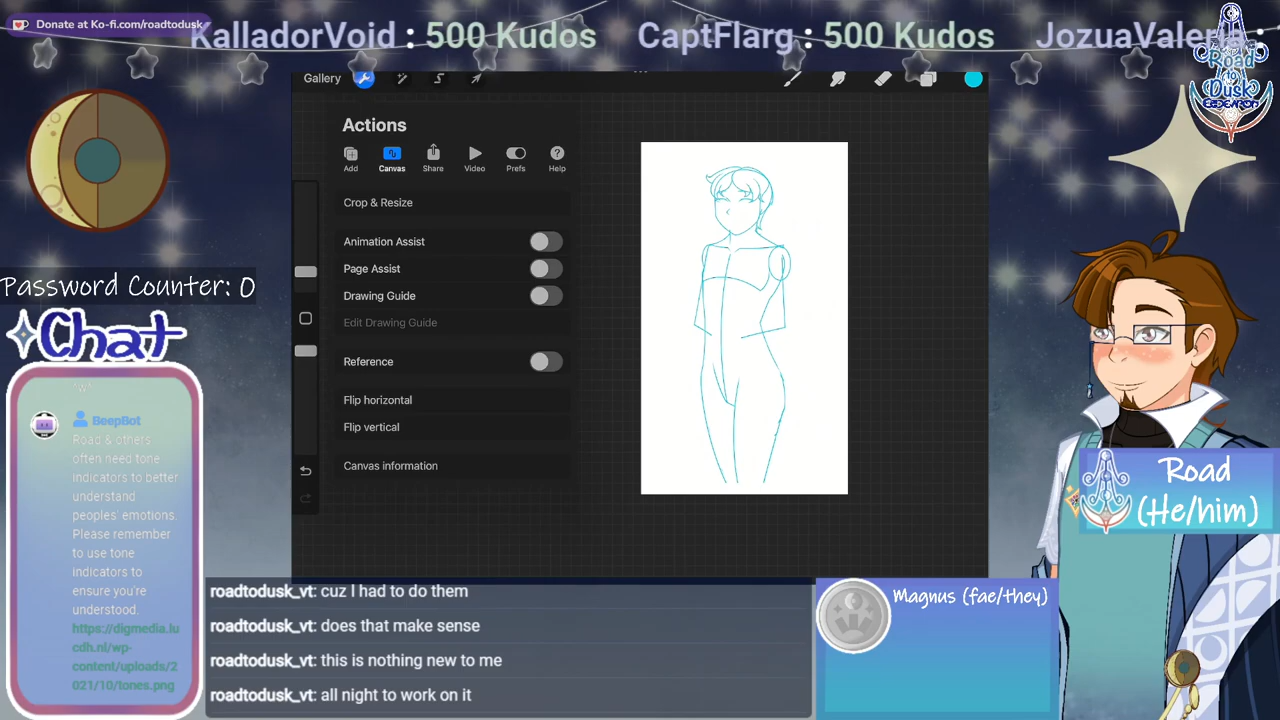 Donate at Ko-fi.com/roadtodusk
KalladorVoid : 500 Kudos CaptFlarg : 500 Kudos
Road
to
Dusk
Gallery
Actions
Add Canvas Share Video Prefs Help
Crop & Resize
Animation Assist
Page Assist
Drawing Guide
Edit Drawing Guide
Reference
Flip horizontal
Flip vertical
Canvas information
Password Counter: 0
Chat
BeepBot
Road & others
often need tone
indicators to better
understand
peoples' emotions.
Please remember
to use tone
indicators to
ensure you're
understood.
https://digmedia.lu
cdh.nl/wp-
content/uploads/2
021/10/tones.png
roadtodusk_vt: cuz I had to do them
roadtodusk_vt: does that make sense
roadtodusk_vt: this is nothing new to me
roadtodusk_vt: all night to work on it
Magnus (fae/they)
Road
(He/him)